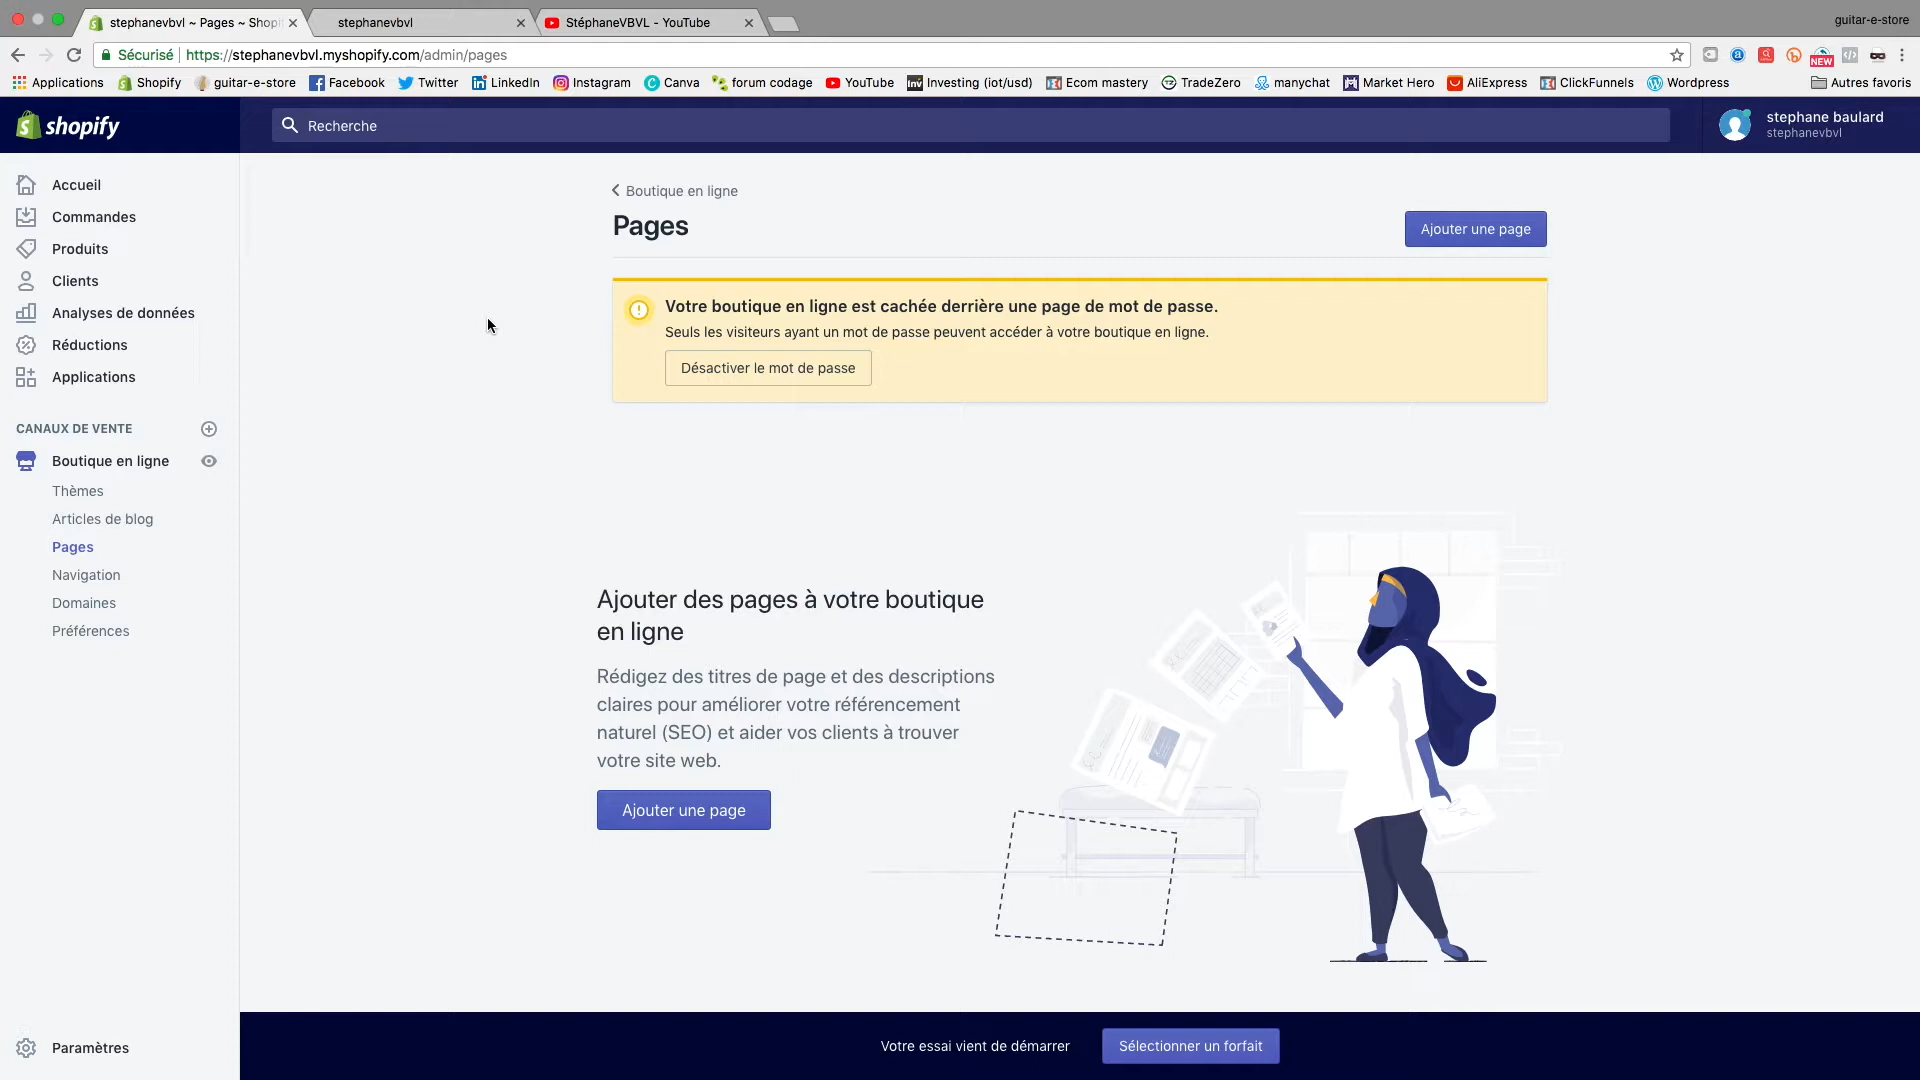 stephanevbvl ~ Pages ~ Shopi
stephanevbvl
StéphaneVBVL - YouTube
guitar-e-store
Sécurisé
https://stephanevbvl.myshopify.com/admin/pages
NEW
Applications
Shopify
guitar-e-store
Facebook
Twitter
LinkedIn
Instagram
Canva
forum codage
YouTube
Investing (iot/usd)
Ecom mastery
TradeZero
manychat
Market Hero
AliExpress
ClickFunnels
Wordpress
Autres favoris
shopify
Recherche
stephane baulard
stephanevbvl
Accueil
Commandes
Produits
Clients
Analyses de données
Réductions
Applications
CANAUX DE VENTE
Boutique en ligne
Thèmes
Articles de blog
Pages
Navigation
Domaines
Préférences
Paramètres
Boutique en ligne
Pages
Ajouter une page
Votre boutique en ligne est cachée derrière une page de mot de passe.
Seuls les visiteurs ayant un mot de passe peuvent accéder à votre boutique en ligne.
Désactiver le mot de passe
Ajouter des pages à votre boutique
en ligne
Rédigez des titres de page et des descriptions
claires pour améliorer votre référencement
naturel (SEO) et aider vos clients à trouver
votre site web.
Ajouter une page
Votre essai vient de démarrer
Sélectionner un forfait